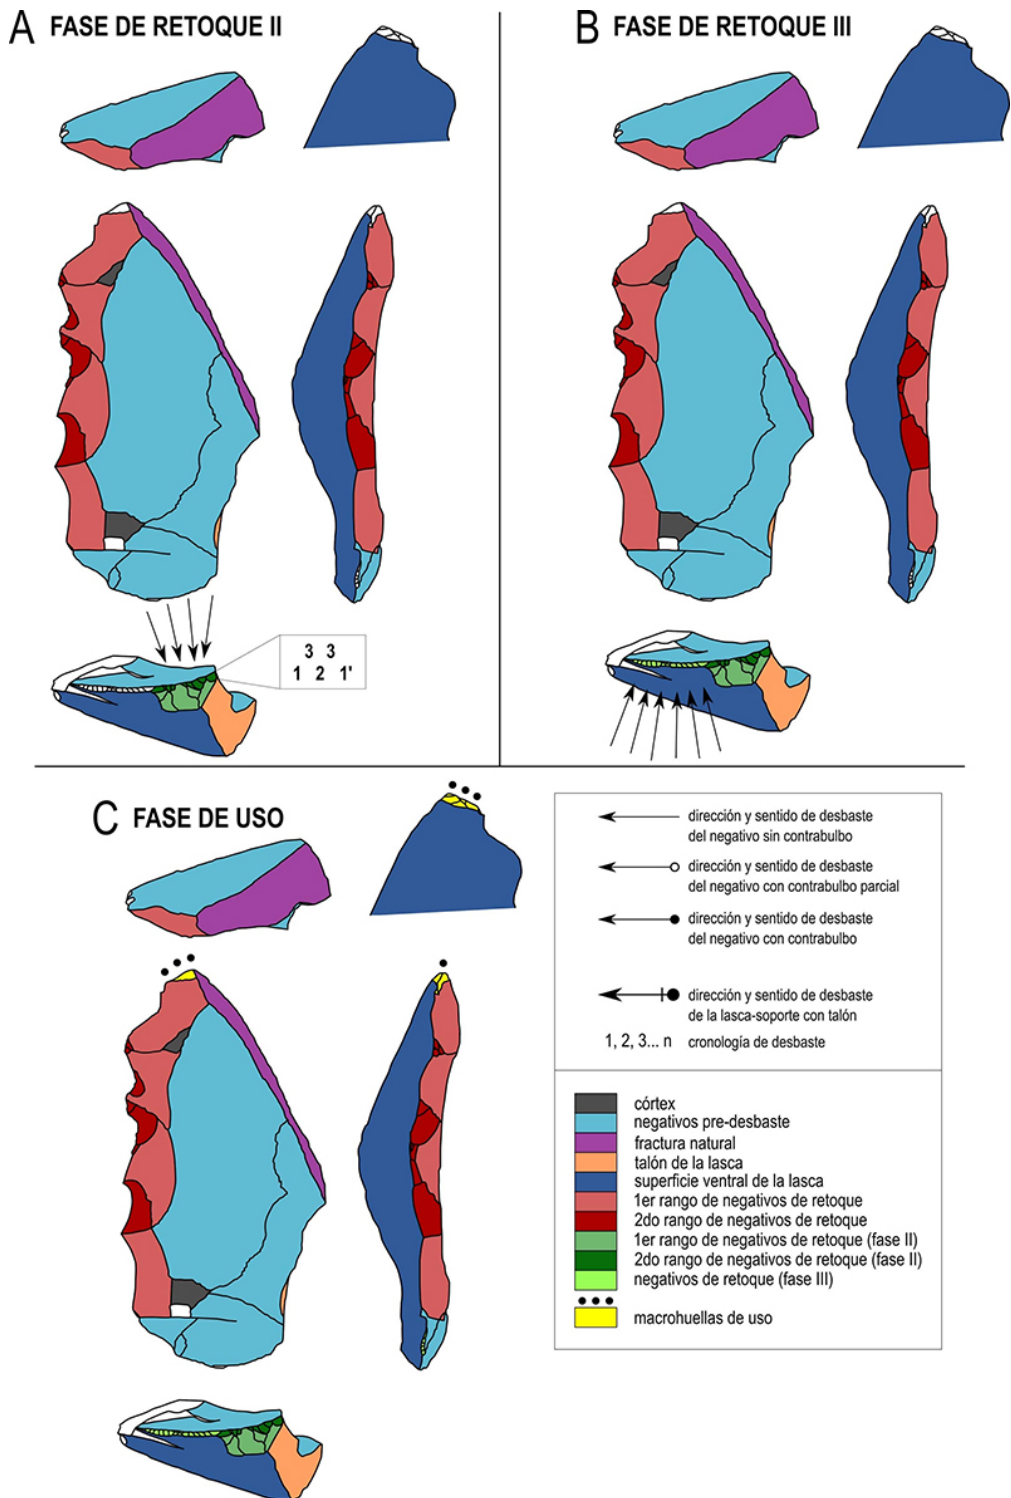 A FASE DE RETOQUE II
B FASE DE RETOQUE III
3 3
1 2 1'
C FASE DE USO
dirección y sentido de desbaste
del negativo sin contrabulbo
dirección y sentido de desbaste
del negativo con contrabulbo parcial
dirección y sentido de desbaste
del negativo con contrabulbo
dirección y sentido de desbaste
de la lasca-soporte con talón
1, 2, 3... n cronología de desbaste
córtex
negativos pre-desbaste
fractura natural
talón de la lasca
superficie ventral de la lasca
1er rango de negativos de retoque
2do rango de negativos de retoque
1er rango de negativos de retoque (fase II)
2do rango de negativos de retoque (fase II)
negativos de retoque (fase III)
macrohuellas de uso